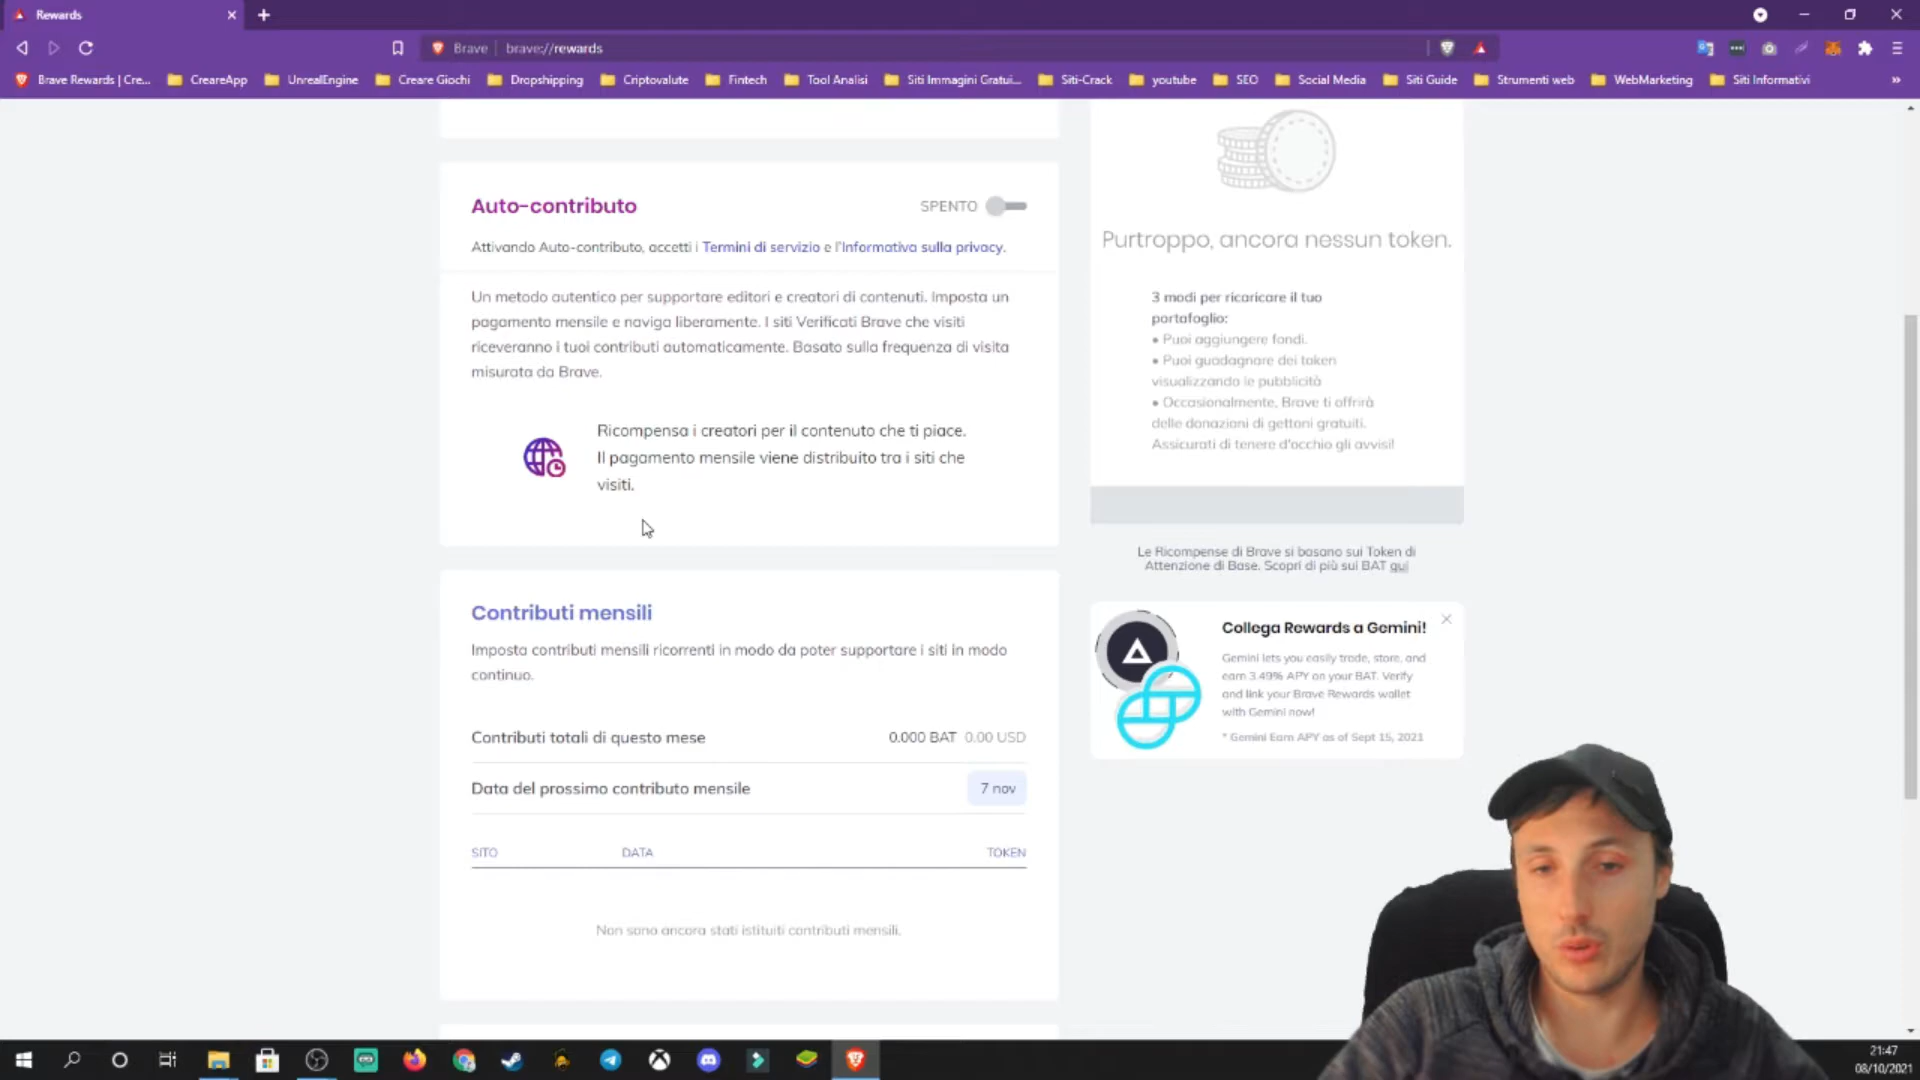 Rewards
Brave
brave://rewards
Brave Rewards | Cre...
CreareApp
UnrealEngine
Creare Giochi
Dropshipping
Criptovalute
Fintech
Tool Analisi
Siti Immagini Gratui...
Siti-Crack
youtube
SEO
Social Media
Siti Guide
Strumenti web
WebMarketing
Siti Informativi
»
Auto-contributo
SPENTO
Attivando Auto-contributo, accetti i Termini di servizio e l'Informativa sulla privacy.
Un metodo autentico per supportare editori e creatori di contenuti. Imposta un
pagamento mensile e naviga liberamente. I siti Verificati Brave che visiti
riceveranno i tuoi contributi automaticamente. Basato sulla frequenza di visita
misurata da Brave.
Ricompensa i creatori per il contenuto che ti piace.
Il pagamento mensile viene distribuito tra i siti che
visiti.
Contributi mensili
Imposta contributi mensili ricorrenti in modo da poter supportare i siti in modo
continuo.
Contributi totali di questo mese
0.000 BAT 0.00 USD
Data del prossimo contributo mensile
7 nov
SITO DATA TOKEN
Non sono ancora stati istituiti contributi mensili.
Purtroppo, ancora nessun token.
3 modi per ricaricare il tuo
portafoglio:
• Puoi aggiungere fondi.
• Puoi guadagnare dei token
visualizzando le pubblicità
• Occasionalmente, Brave ti offrirà
delle donazioni di gettoni gratuiti.
Assicurati di tenere d'occhio gli avvisi!
Le Ricompense di Brave si basano sui Token di
Attenzione di Base. Scopri di più sui BAT qui
Collega Rewards a Gemini!
Gemini lets you easily trade, store, and
earn 3.49% APY on your BAT. Verify
and link your Brave Rewards wallet
with Gemini now!
* Gemini Earn APY as of Sept 15, 2021
21:47
08/10/2021